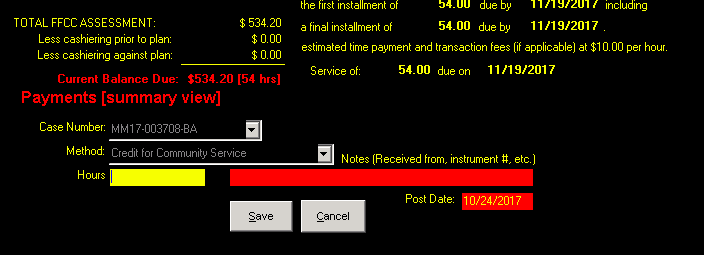 the first installment of 54.00 due by 11/19/2017 including
TOTAL FFCC ASSESSMENT: $ 534.20
a final installment of 54.00 due by 11/19/2017 .
Less cashiering prior to plan: $ 0.00
estimated time payment and transaction fees (if applicable) at $10.00 per hour.
Less cashiering against plan: $ 0.00
Service of: 54.00 due on 11/19/2017
Current Balance Due: $534.20 [54 hrs]
Payments [summary view]
Case Number: MM17-003708-BA
Method: Credit for Community Service
Notes (Received from, instrument #, etc.)
Hours
Post Date: 10/24/2017
Save Cancel